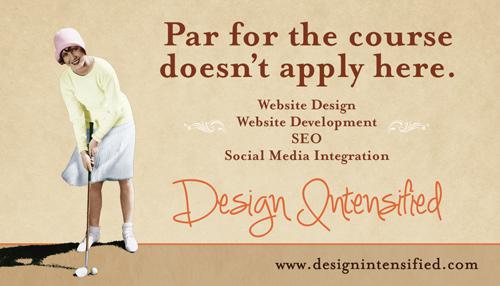 Par for the course
doesn't apply here.
Website Design
Website Development
SEO
Social Media Integration
Design Intensified
www.designintensified.com